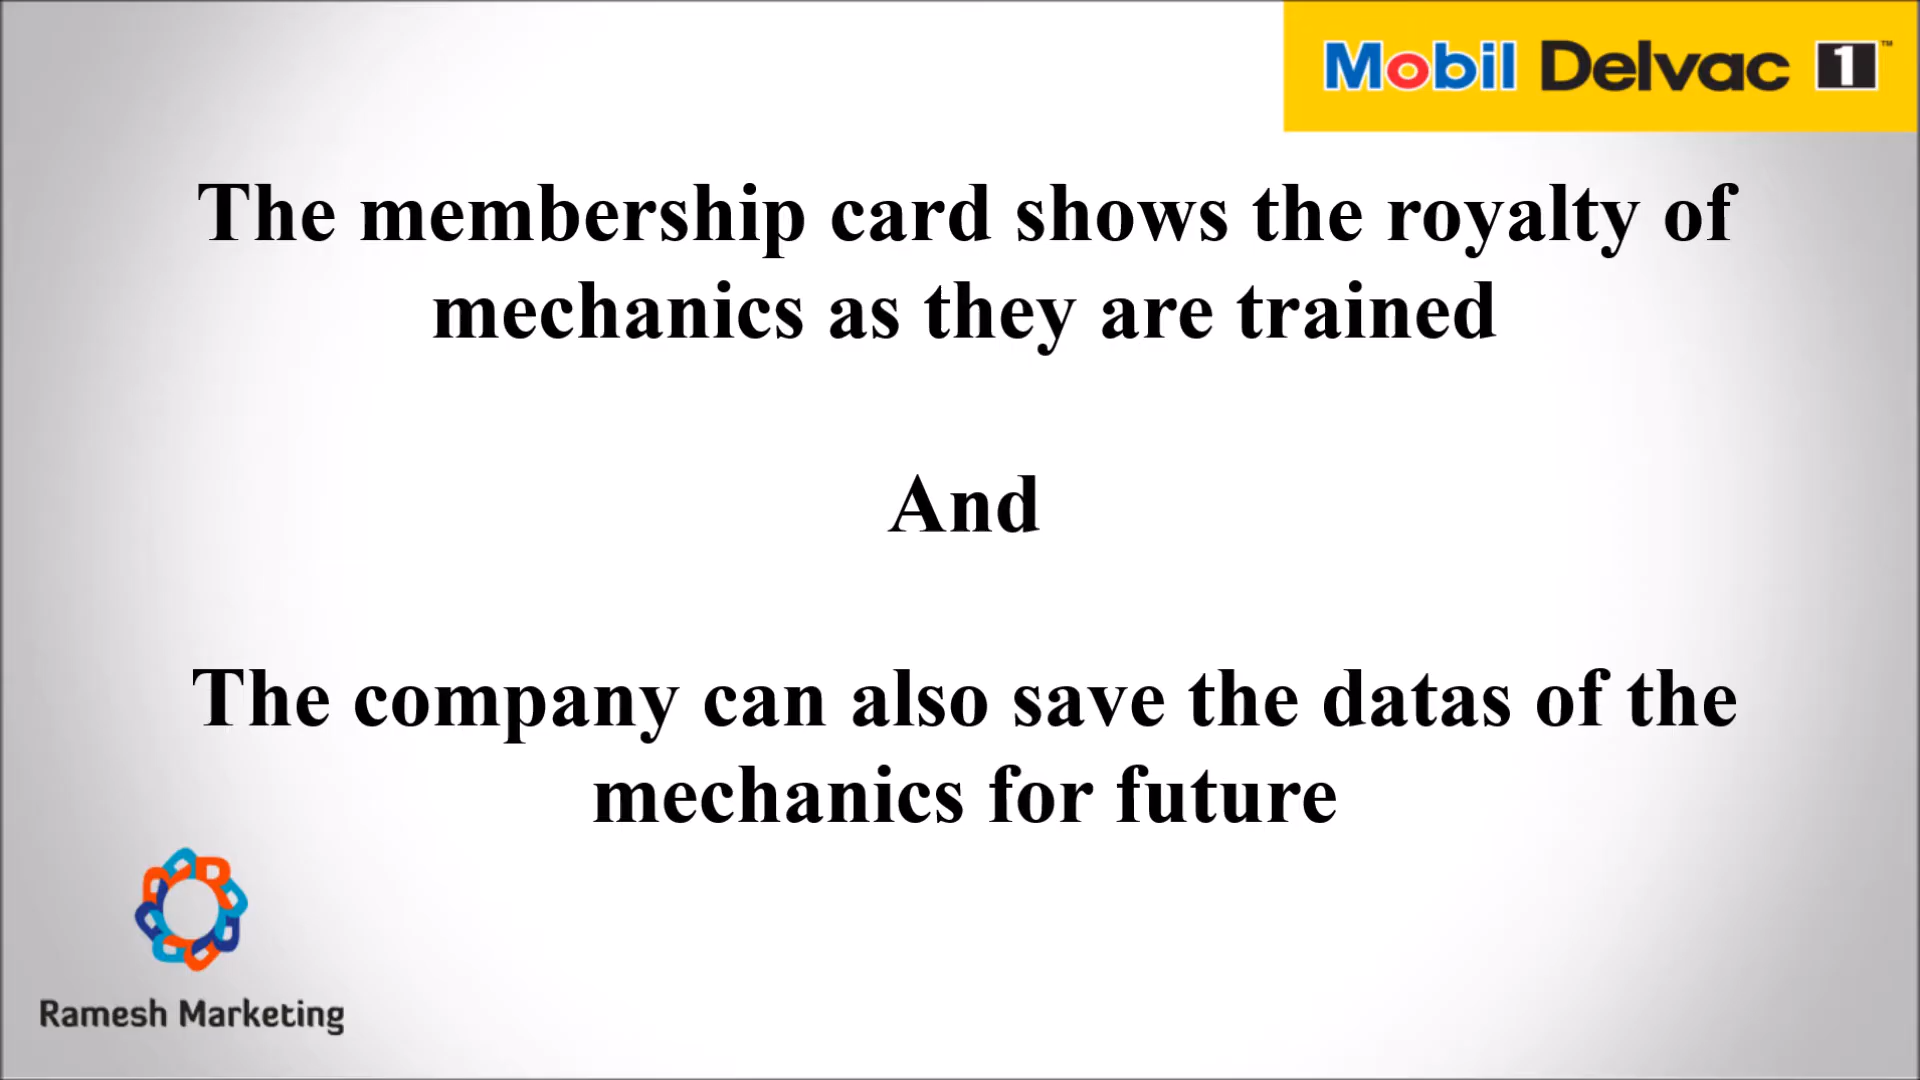 Mobil Delvac 1™
The membership card shows the royalty of
mechanics as they are trained
And
The company can also save the datas of the
mechanics for future
Ramesh Marketing